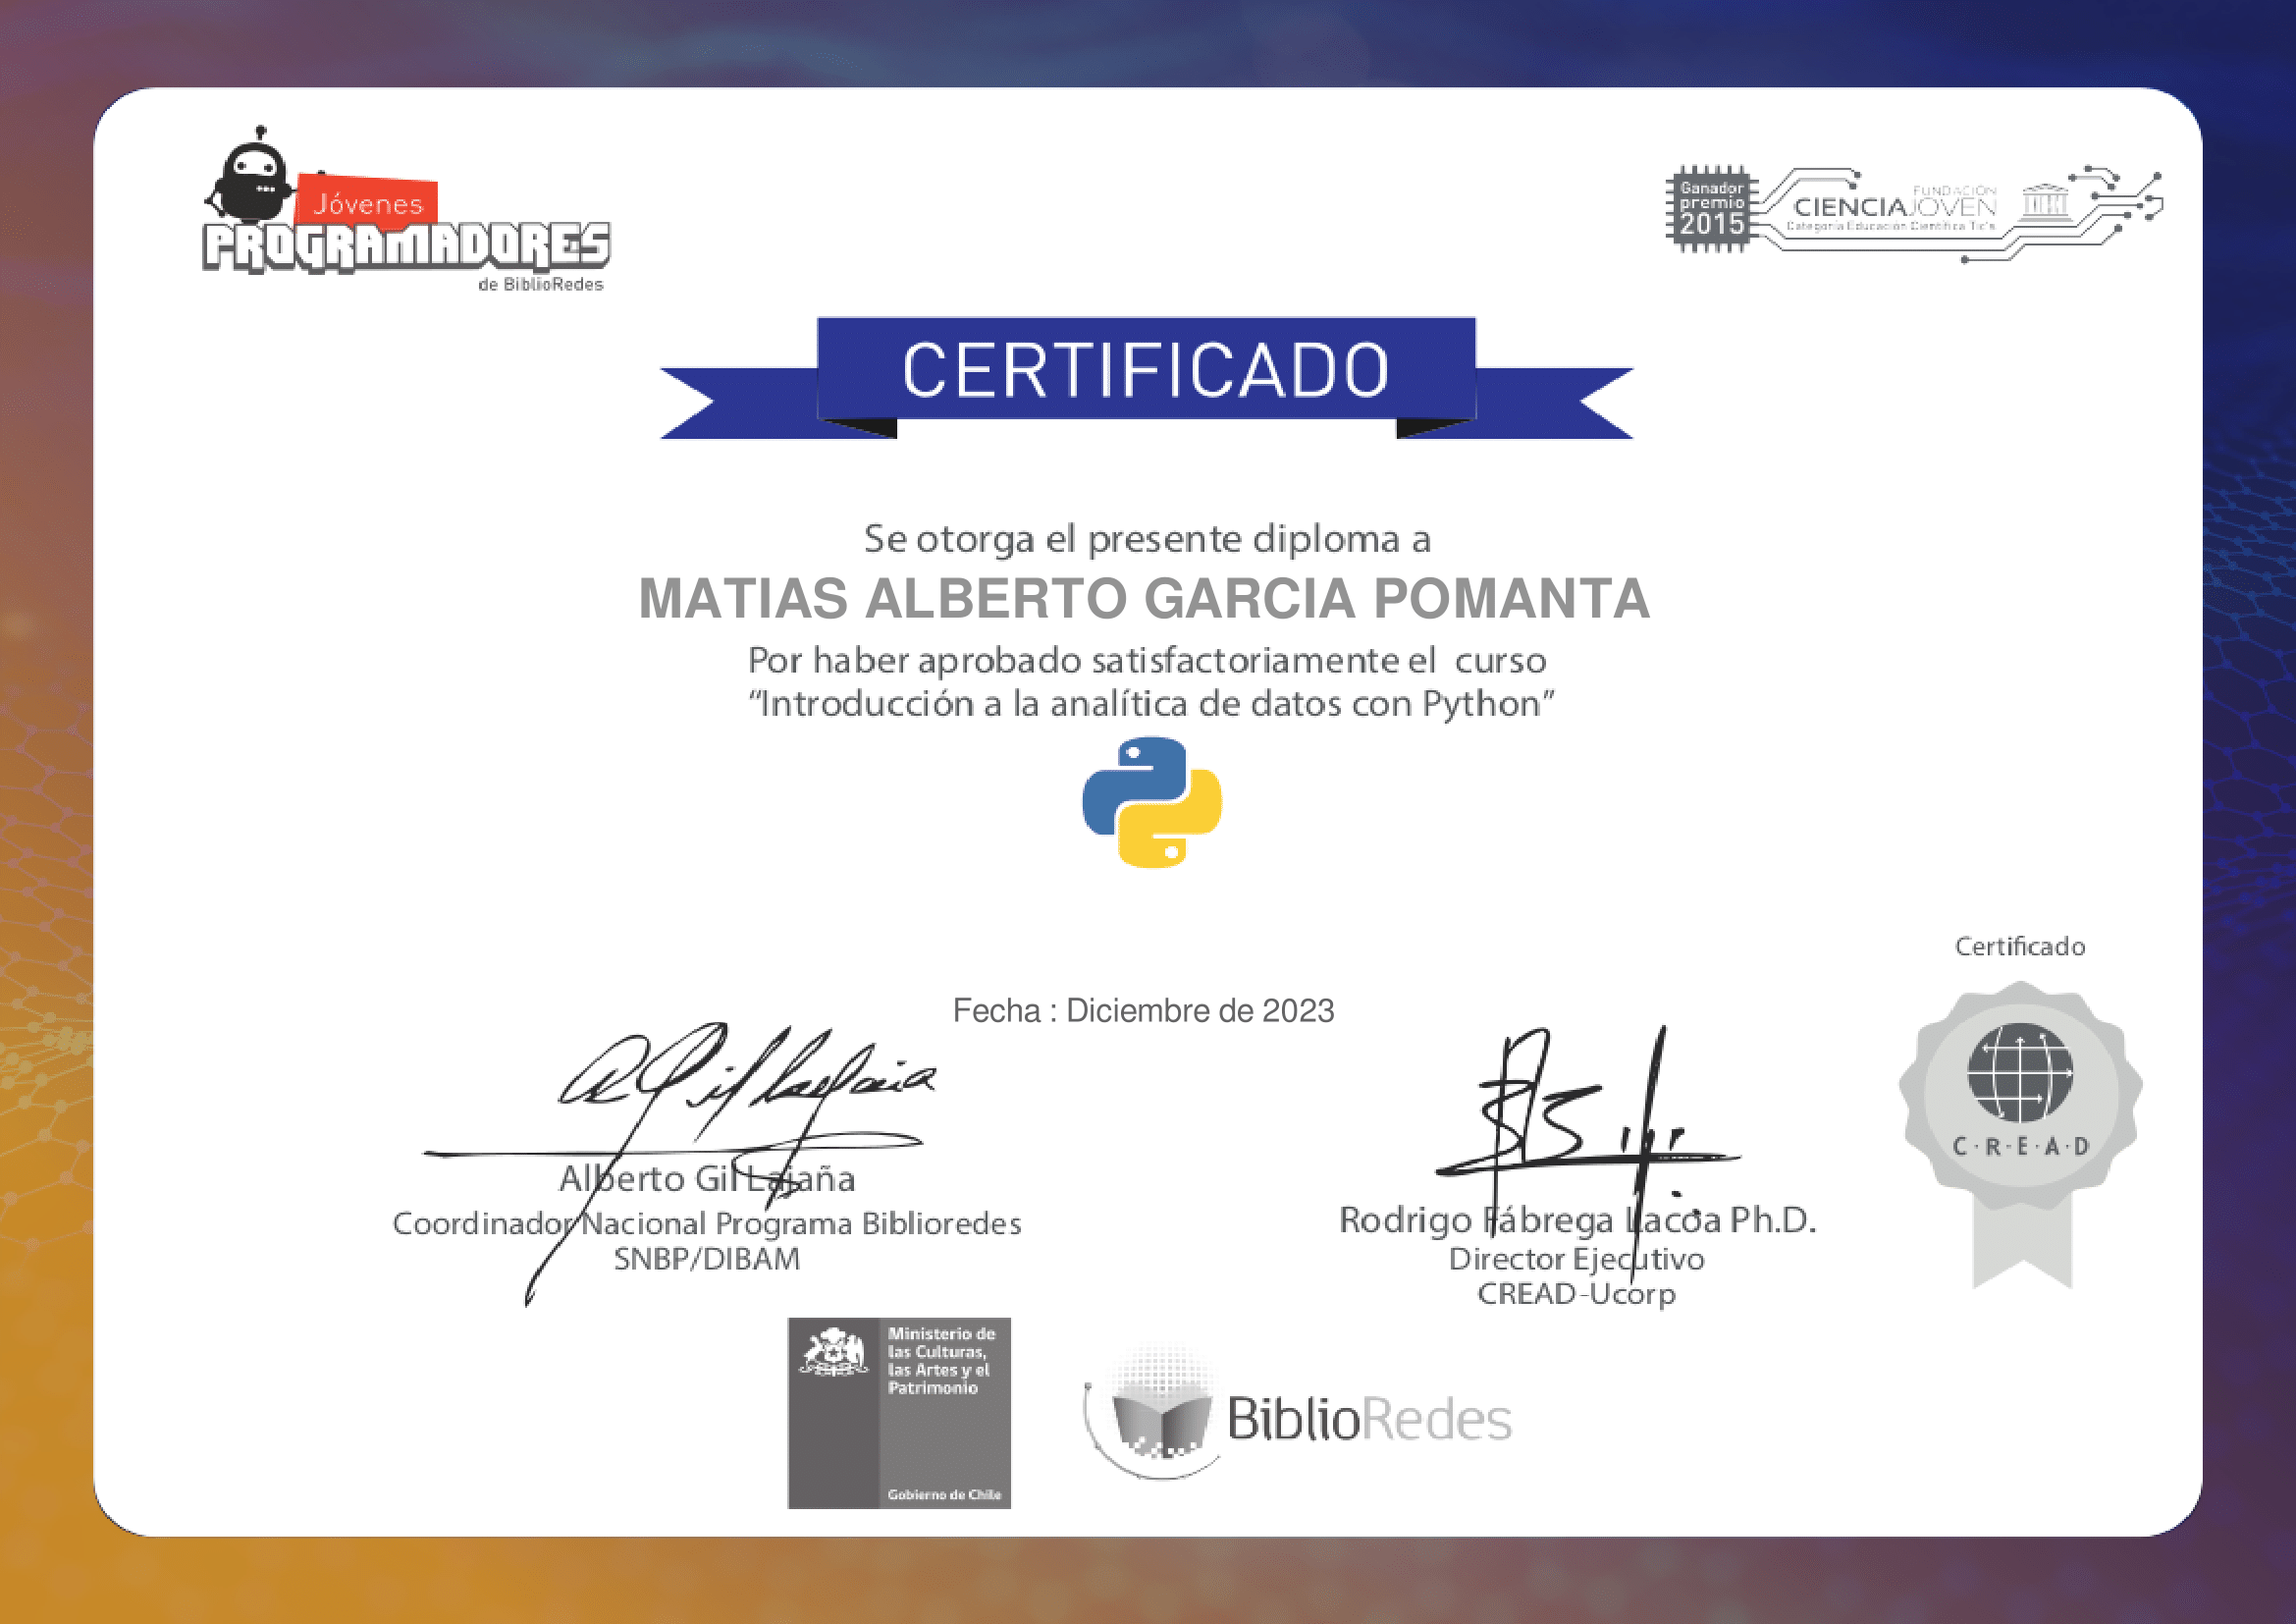 Jóvenes
PROGRAMADORES
de BiblioRedes
Ganador
premio
2015
FUNDACIÓN
CIENCIAJOVEN
Categoría Educación Científica Tic's
CERTIFICADO
Se otorga el presente diploma a
MATIAS ALBERTO GARCIA POMANTA
Por haber aprobado satisfactoriamente el curso
“Introducción a la analítica de datos con Python”
Certificado
Fecha : Diciembre de 2023
C·R·E·A·D
Alberto Gil Lajaña
Coordinador Nacional Programa Biblioredes
SNBP/DIBAM
Rodrigo Fábrega Lacoa Ph.D.
Director Ejecutivo
CREAD-Ucorp
Ministerio de
las Culturas,
las Artes y el
Patrimonio
Gobierno de Chile
BiblioRedes